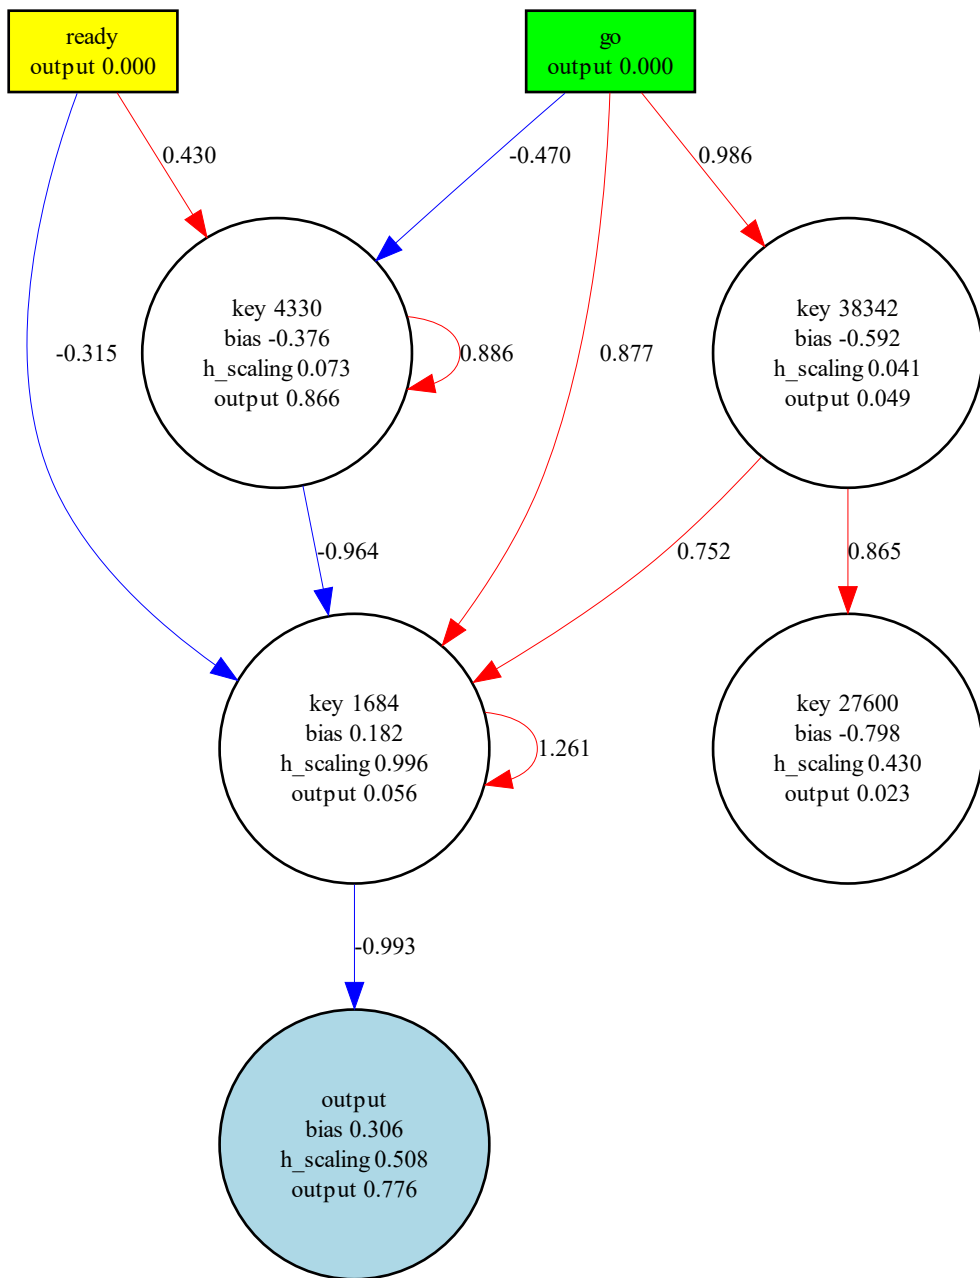 ready
output 0.000
go
output 0.000
0.430
-0.470
0.986
key 4330
bias -0.376
h_scaling 0.073
output 0.866
key 38342
bias -0.592
h_scaling 0.041
output 0.049
-0.315
0.886
0.877
-0.964
0.752
0.865
key 1684
bias 0.182
h_scaling 0.996
output 0.056
1.261
key 27600
bias -0.798
h_scaling 0.430
output 0.023
-0.993
output
bias 0.306
h_scaling 0.508
output 0.776